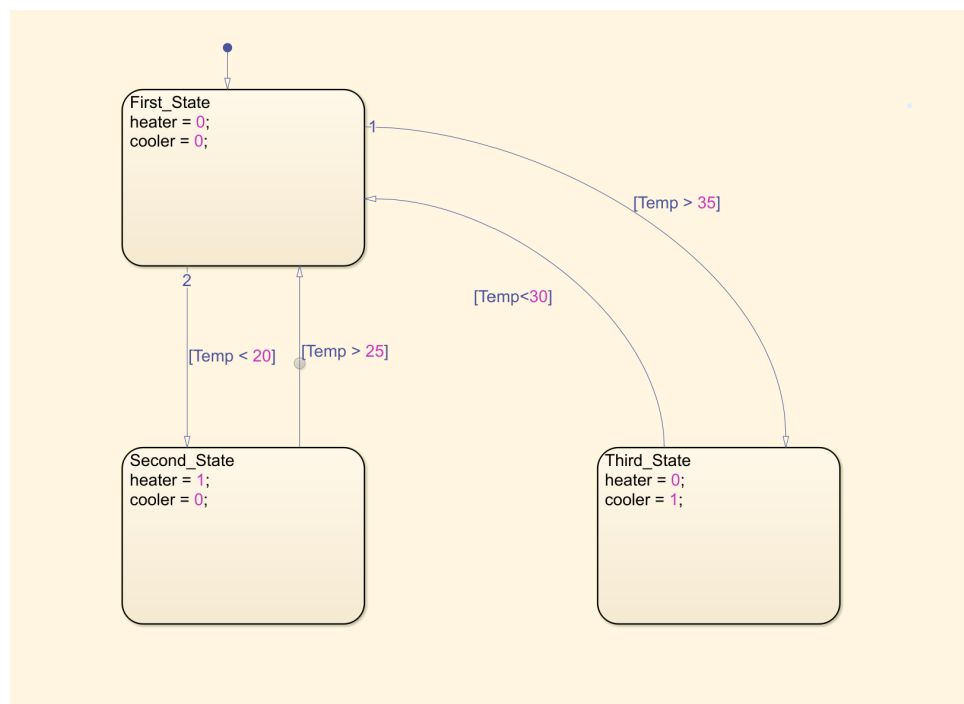 First_State
heater = 0;
cooler = 0;
1
[Temp > 35]
2
[Temp<30]
[Temp < 20]
[Temp > 25]
Second_State
heater = 1;
cooler = 0;
Third_State
heater = 0;
cooler = 1;